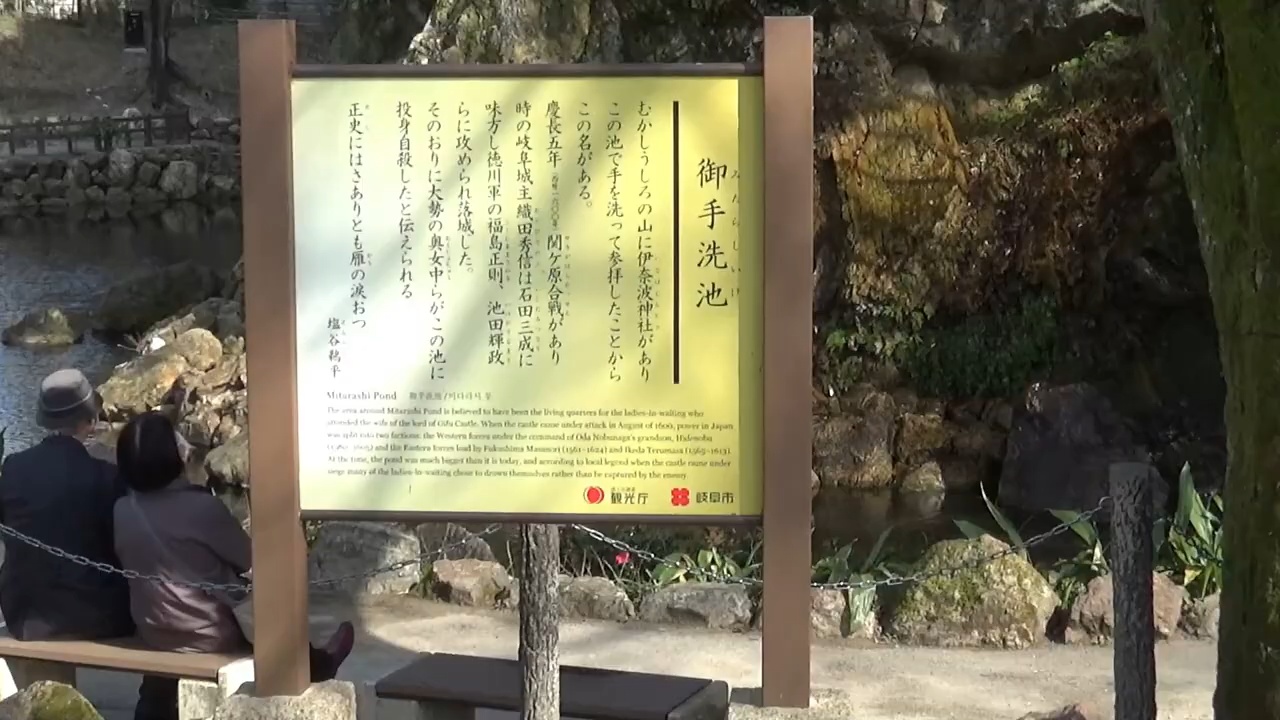 御手洗池
みたらしいけ
むかしうしろの山に伊奈波神社があり
この池で手を洗って参拝したことから
この名がある。
慶長五年（西暦一六〇〇年）関ケ原合戦があり
時の岐阜城主織田秀信は石田三成に
味方し徳川軍の福島正則、池田輝政
らに攻められ落城した。
そのおりに大勢の奥女中らがこの池に
投身自殺したと伝えられる
正史にはさありとも雁の涙おつ
塩谷鵜平
Mitarashi Pond 御手洗池/미타라시 못
The area around Mitarashi Pond is believed to have been the living quarters for the ladies-in-waiting who
attended the wife of the lord of Gifu Castle. When the castle came under attack in August of 1600, power in Japan
was split into two factions: the Western forces under the command of Oda Nobunaga's grandson, Hidenobu
(1580-1605) and the Eastern forces lead by Fukushima Masanori (1561-1624) and Ikeda Terumasa (1565-1613).
At the time, the pond was much bigger than it is today, and according to local legend when the castle came under
siege many of the ladies-in-waiting chose to drown themselves rather than be captured by the enemy.
観光庁
岐阜市